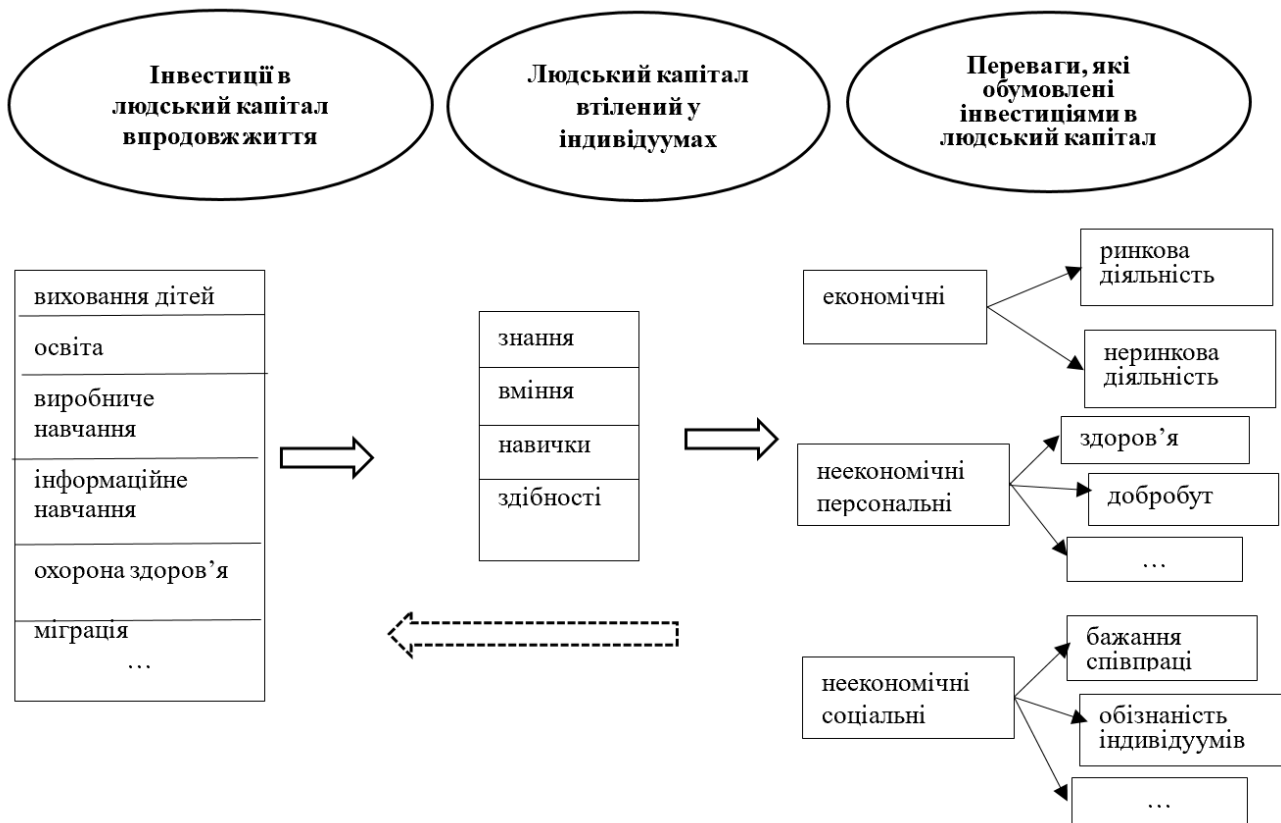 Інвестиції в
людський капітал
впродовж життя
Людський капітал
втілений у
індивідуумах
Переваги, які
обумовлені
інвестиціями в
людський капітал
виховання дітей
освіта
виробниче
навчання
інформаційне
навчання
охорона здоров’я
міграція
…
знання
вміння
навички
здібності
економічні
ринкова
діяльність
неринкова
діяльність
неекономічні
персональні
здоров’я
добробут
…
неекономічні
соціальні
бажання
співпраці
обізнаність
індивідуумів
…